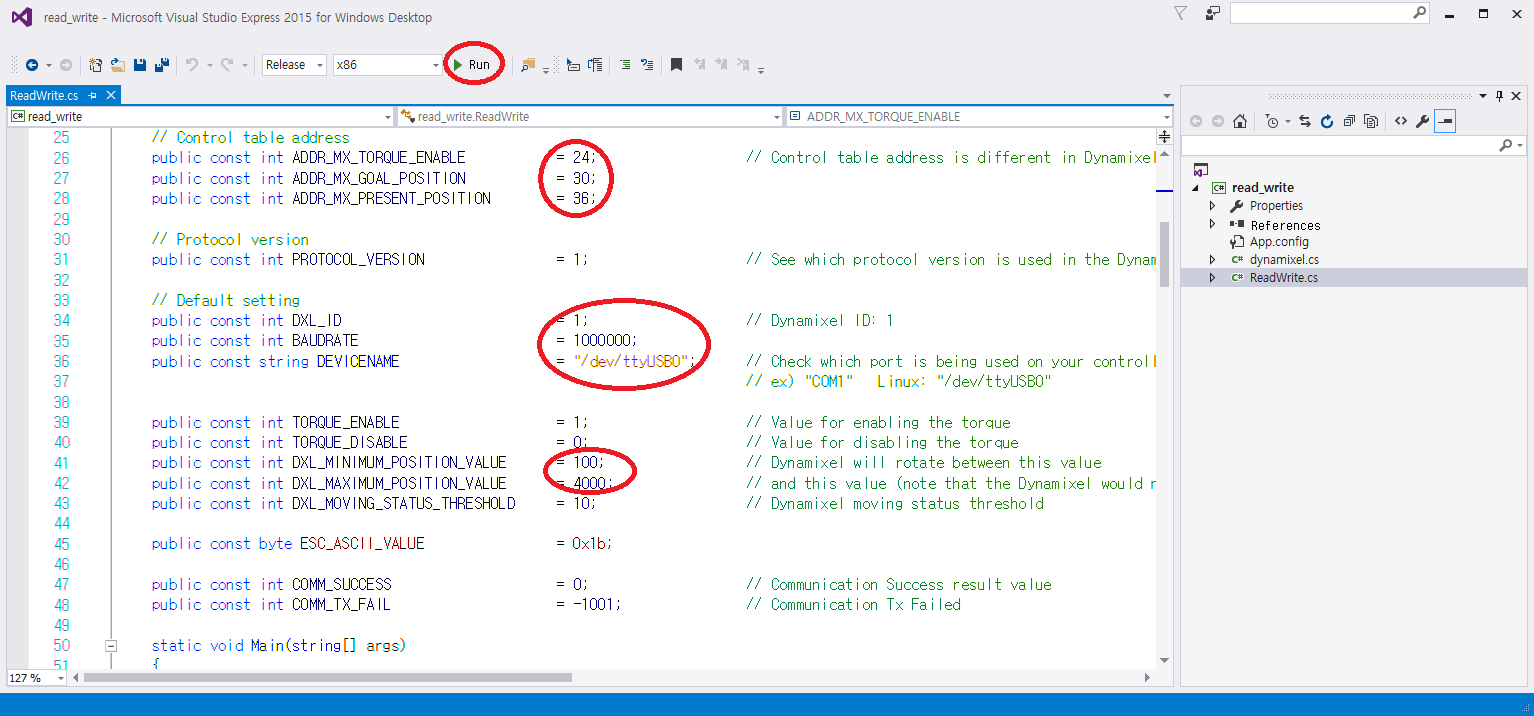 read_write - Microsoft Visual Studio Express 2015 for Windows Desktop
Release x86 Run
ReadWrite.cs
C# read_write read_write.ReadWrite ADDR_MX_TORQUE_ENABLE
25 // Control table address
26 public const int ADDR_MX_TORQUE_ENABLE = 24; // Control table address is different in Dynamixel
27 public const int ADDR_MX_GOAL_POSITION = 30;
28 public const int ADDR_MX_PRESENT_POSITION = 36;
29
30 // Protocol version
31 public const int PROTOCOL_VERSION = 1; // See which protocol version is used in the Dynam
32
33 // Default setting
34 public const int DXL_ID = 1; // Dynamixel ID: 1
35 public const int BAUDRATE = 1000000;
36 public const string DEVICENAME = "/dev/ttyUSB0"; // Check which port is being used on your controll
37 // ex) "COM1" Linux: "/dev/ttyUSB0"
38
39 public const int TORQUE_ENABLE = 1; // Value for enabling the torque
40 public const int TORQUE_DISABLE = 0; // Value for disabling the torque
41 public const int DXL_MINIMUM_POSITION_VALUE = 100; // Dynamixel will rotate between this value
42 public const int DXL_MAXIMUM_POSITION_VALUE = 4000; // and this value (note that the Dynamixel would n
43 public const int DXL_MOVING_STATUS_THRESHOLD = 10; // Dynamixel moving status threshold
44
45 public const byte ESC_ASCII_VALUE = 0x1b;
46
47 public const int COMM_SUCCESS = 0; // Communication Success result value
48 public const int COMM_TX_FAIL = -1001; // Communication Tx Failed
49
50 static void Main(string[] args)
51 {
127 %
C# read_write
Properties
References
App.config
C# dynamixel.cs
C# ReadWrite.cs